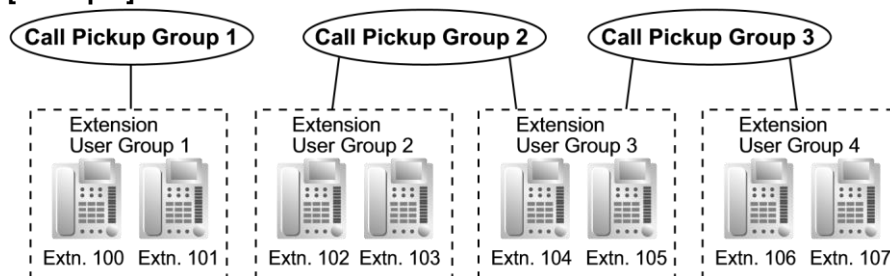 Call Pickup Group 1
Call Pickup Group 2
Call Pickup Group 3
Extension
User Group 1
Extension
User Group 2
Extension
User Group 3
Extension
User Group 4
Extn. 100
Extn. 101
Extn. 102
Extn. 103
Extn. 104
Extn. 105
Extn. 106
Extn. 107